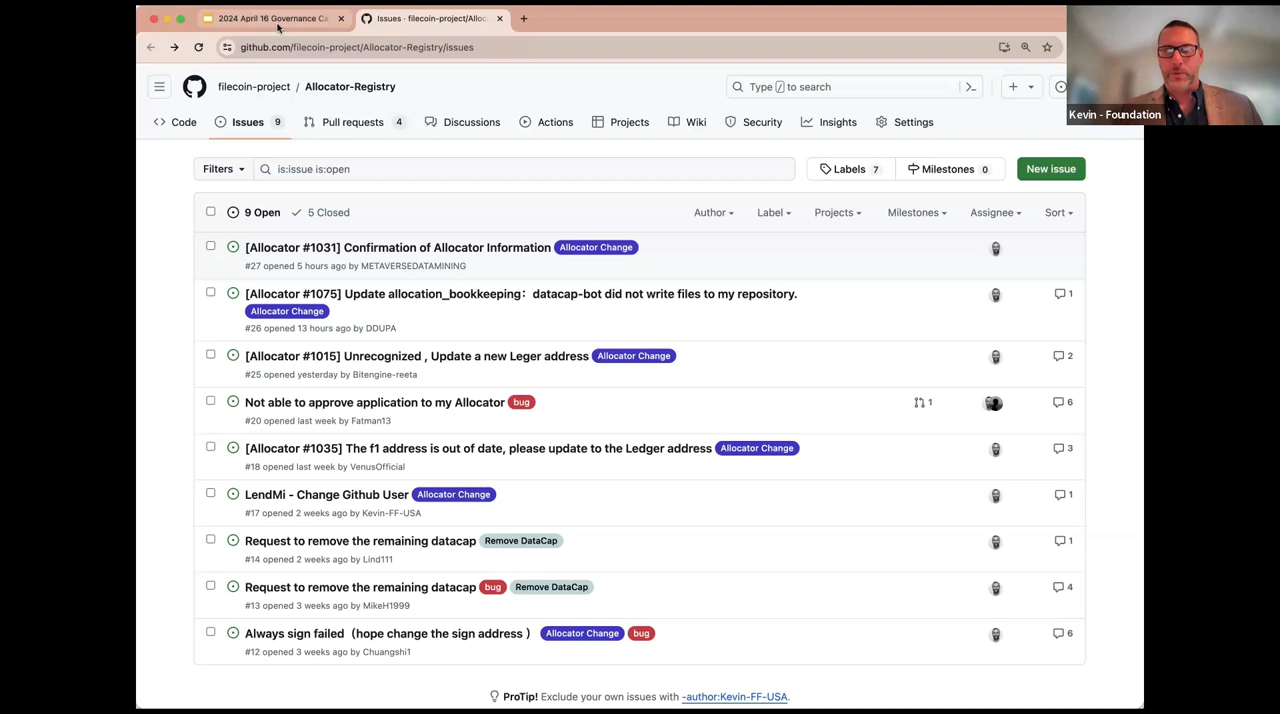 2024 April 16 Governance Ca
Issues · filecoin-project/Alloc
github.com/filecoin-project/Allocator-Registry/issues
Kevin - Foundation
filecoin-project / Allocator-Registry
Type / to search
Code
Issues 9
Pull requests 4
Discussions
Actions
Projects
Wiki
Security
Insights
Settings
Filters
is:issue is:open
Labels 7
Milestones 0
New issue
9 Open
5 Closed
Author
Label
Projects
Milestones
Assignee
Sort
[Allocator #1031] Confirmation of Allocator Information Allocator Change
#27 opened 5 hours ago by METAVERSEDATAMINING
[Allocator #1075] Update allocation_bookkeeping：datacap-bot did not write files to my repository. 1
Allocator Change
#26 opened 13 hours ago by DDUPA
[Allocator #1015] Unrecognized , Update a new Leger address Allocator Change 2
#25 opened yesterday by Bitengine-reeta
Not able to approve application to my Allocator bug 1 6
#20 opened last week by Fatman13
[Allocator #1035] The f1 address is out of date, please update to the Ledger address Allocator Change 3
#18 opened last week by VenusOfficial
LendMi - Change Github User Allocator Change 1
#17 opened 2 weeks ago by Kevin-FF-USA
Request to remove the remaining datacap Remove DataCap 1
#14 opened 2 weeks ago by Lind111
Request to remove the remaining datacap bug Remove DataCap 4
#13 opened 3 weeks ago by MikeH1999
Always sign failed（hope change the sign address ） Allocator Change bug 6
#12 opened 3 weeks ago by Chuangshi1
ProTip! Exclude your own issues with -author:Kevin-FF-USA.